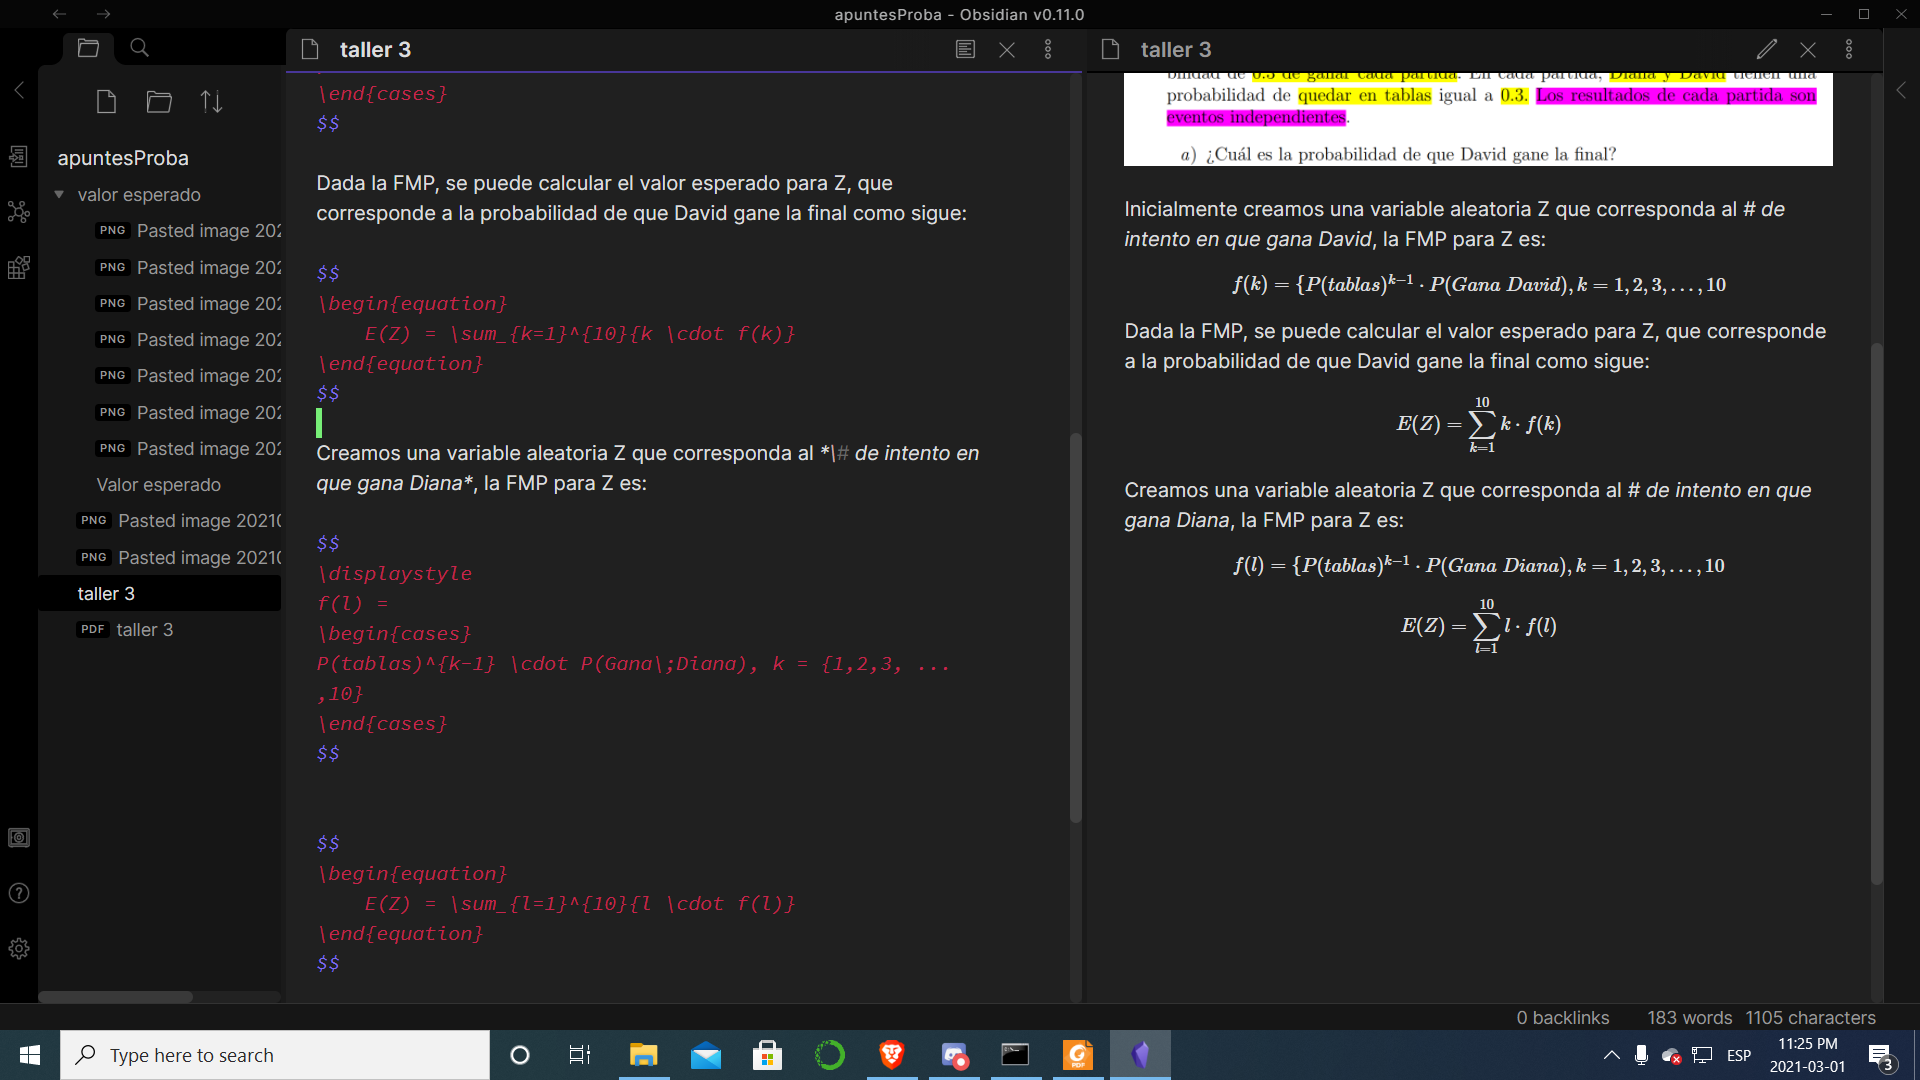 apuntesProba - Obsidian v0.11.0
taller 3
taller 3
apuntesProba
valor esperado
PNG Pasted image 202
PNG Pasted image 202
PNG Pasted image 202
PNG Pasted image 202
PNG Pasted image 202
PNG Pasted image 202
PNG Pasted image 202
Valor esperado
PNG Pasted image 2021(
PNG Pasted image 2021(
taller 3
PDF taller 3
\end{cases}
$$
Dada la FMP, se puede calcular el valor esperado para Z, que
corresponde a la probabilidad de que David gane la final como sigue:
$$
\begin{equation}
E(Z) = \sum_{k=1}^{10}{k \cdot f(k)}
\end{equation}
$$
Creamos una variable aleatoria Z que corresponda al *\# de intento en
que gana Diana*, la FMP para Z es:
$$
\displaystyle
f(l) =
\begin{cases}
P(tablas)^{k-1} \cdot P(Gana\;Diana), k = {1,2,3, ...
,10}
\end{cases}
$$
$$
\begin{equation}
E(Z) = \sum_{l=1}^{10}{l \cdot f(l)}
\end{equation}
$$
bilidad de 0.5 de ganar cada partida. En cada partida, Diana y David tienen una
probabilidad de quedar en tablas igual a 0.3. Los resultados de cada partida son
eventos independientes.
a) ¿Cuál es la probabilidad de que David gane la final?
Inicialmente creamos una variable aleatoria Z que corresponda al # de
intento en que gana David, la FMP para Z es:
f(k) = {P(tablas)^{k−1} · P(Gana David), k = 1, 2, 3, . . . , 10
Dada la FMP, se puede calcular el valor esperado para Z, que corresponde
a la probabilidad de que David gane la final como sigue:
E(Z) = ∑_{k=1}^{10} k · f(k)
Creamos una variable aleatoria Z que corresponda al # de intento en que
gana Diana, la FMP para Z es:
f(l) = {P(tablas)^{k−1} · P(Gana Diana), k = 1, 2, 3, . . . , 10
E(Z) = ∑_{l=1}^{10} l · f(l)
0 backlinks 183 words 1105 characters
Type here to search
PDF
ESP
11:25 PM
2021-03-01
3